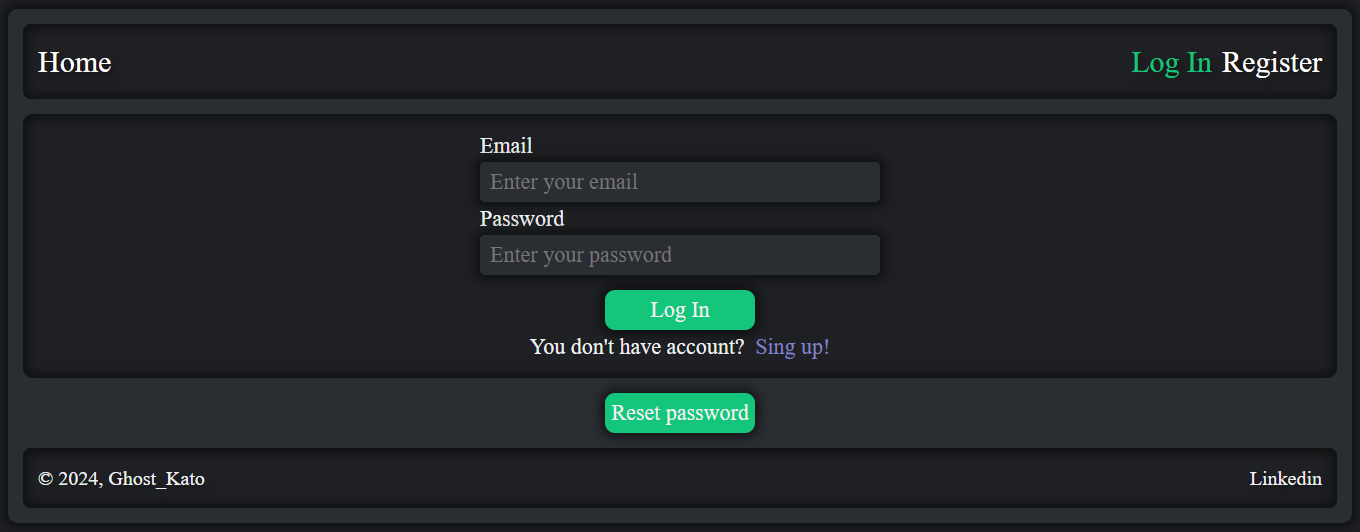 Home Log In Register
Email
Enter your email
Password
Enter your password
Log In
You don't have account? Sing up!
Reset password
© 2024, Ghost_Kato Linkedin